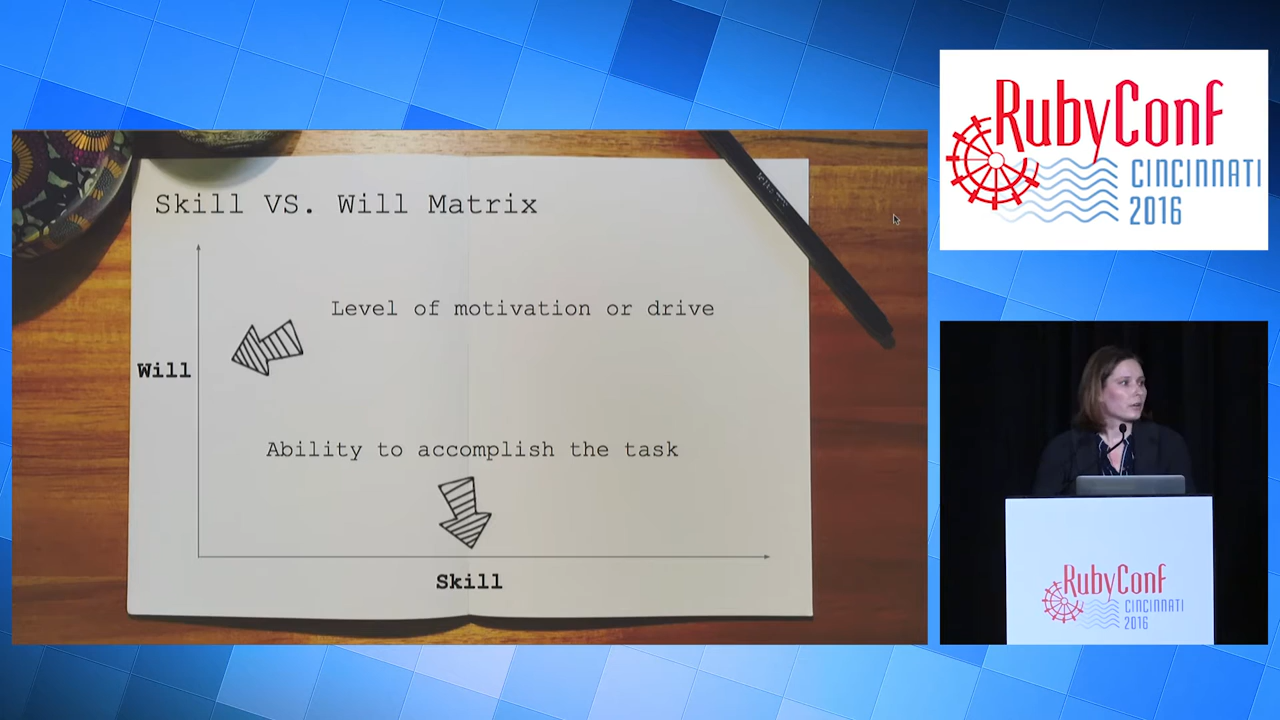 Skill VS. Will Matrix
Level of motivation or drive
Will
Ability to accomplish the task
Skill
RubyConf
CINCINNATI
2016
RubyConf
CINCINNATI
2016